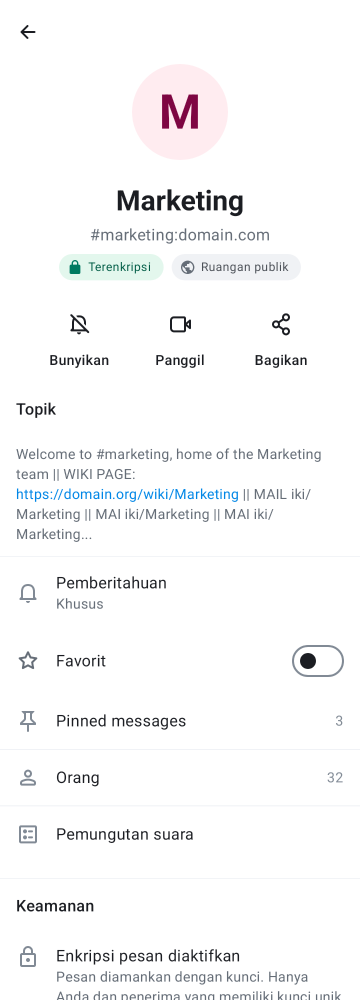 M
Marketing
#marketing:domain.com
Terenkripsi
Ruangan publik
Bunyikan
Panggil
Bagikan
Topik
Welcome to #marketing, home of the Marketing
team || WIKI PAGE:
https://domain.org/wiki/Marketing || MAIL iki/
Marketing || MAI iki/Marketing || MAI iki/
Marketing...
Pemberitahuan
Khusus
Favorit
Pinned messages 3
Orang 32
Pemungutan suara
Keamanan
Enkripsi pesan diaktifkan
Pesan diamankan dengan kunci. Hanya
Anda dan penerima yang memiliki kunci unik